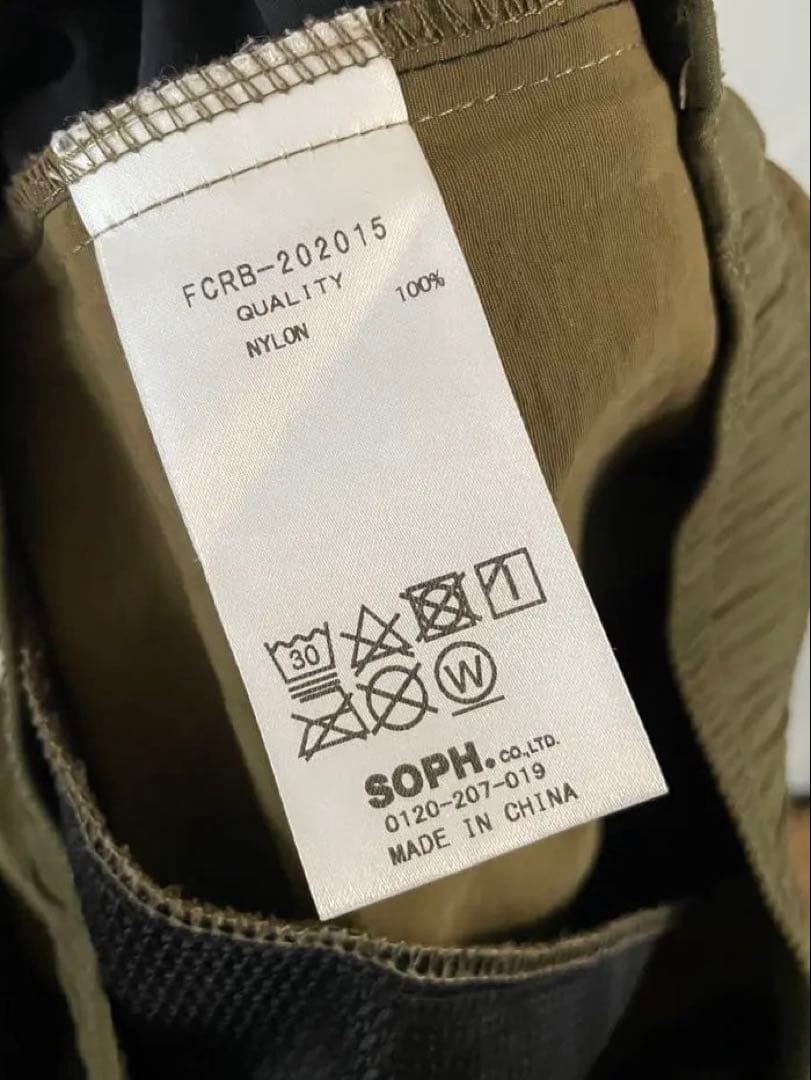 FCRB-202015
QUALITY
NYLON 100%
30
W
SOPH. CO.,LTD.
0120-207-019
MADE IN CHINA